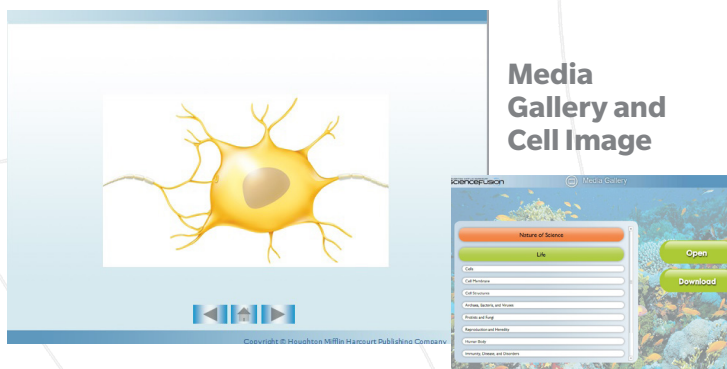 Media
Gallery and
Cell Image
Copyright © Houghton Mifflin Harcourt Publishing Company
sciencefusion
Media Gallery
Nature of Science
Life
Cells
Cell Membrane
Cell Structures
Archaea, Bacteria, and Viruses
Protists and Fungi
Reproduction and Heredity
Human Body
Immunity, Disease, and Disorders
Open
Download